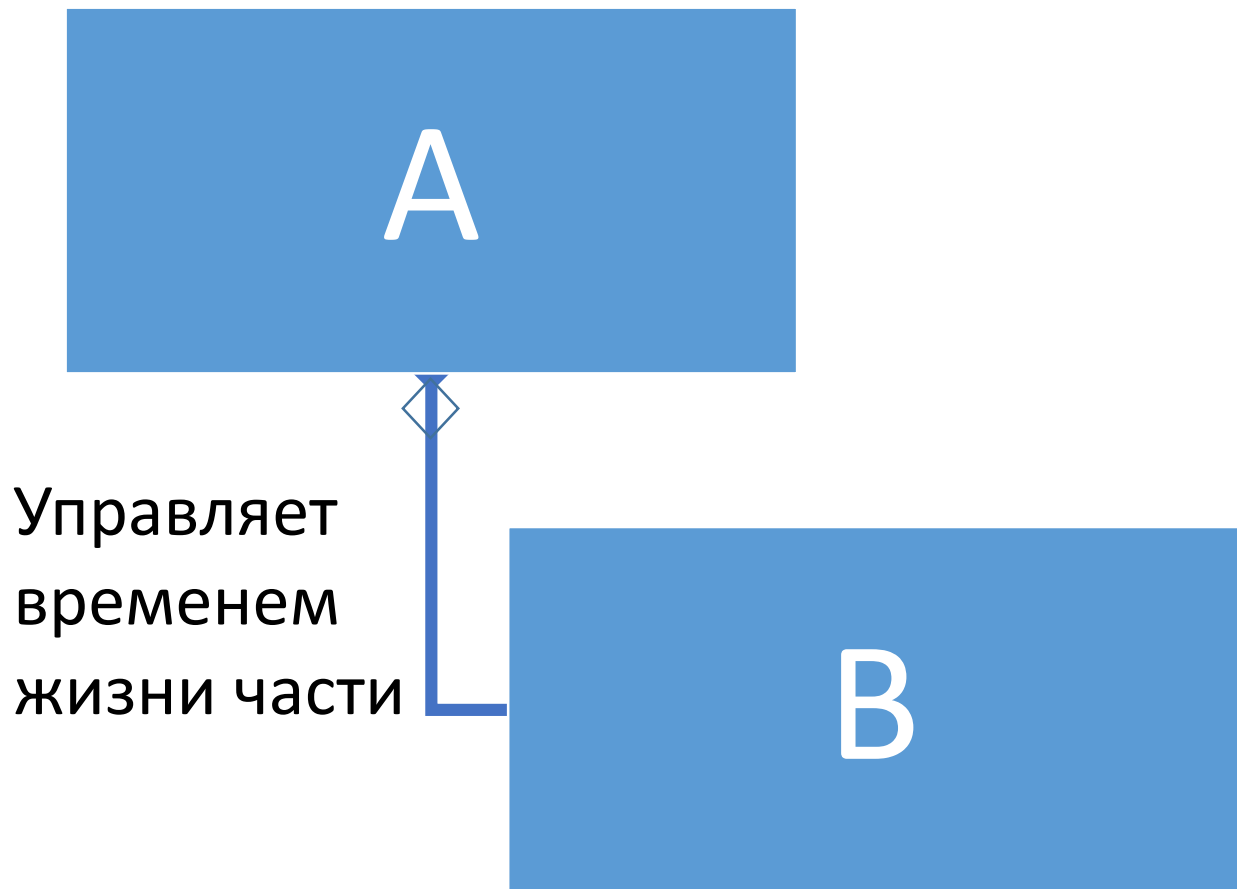 A
Управляет
временем
жизни части
B